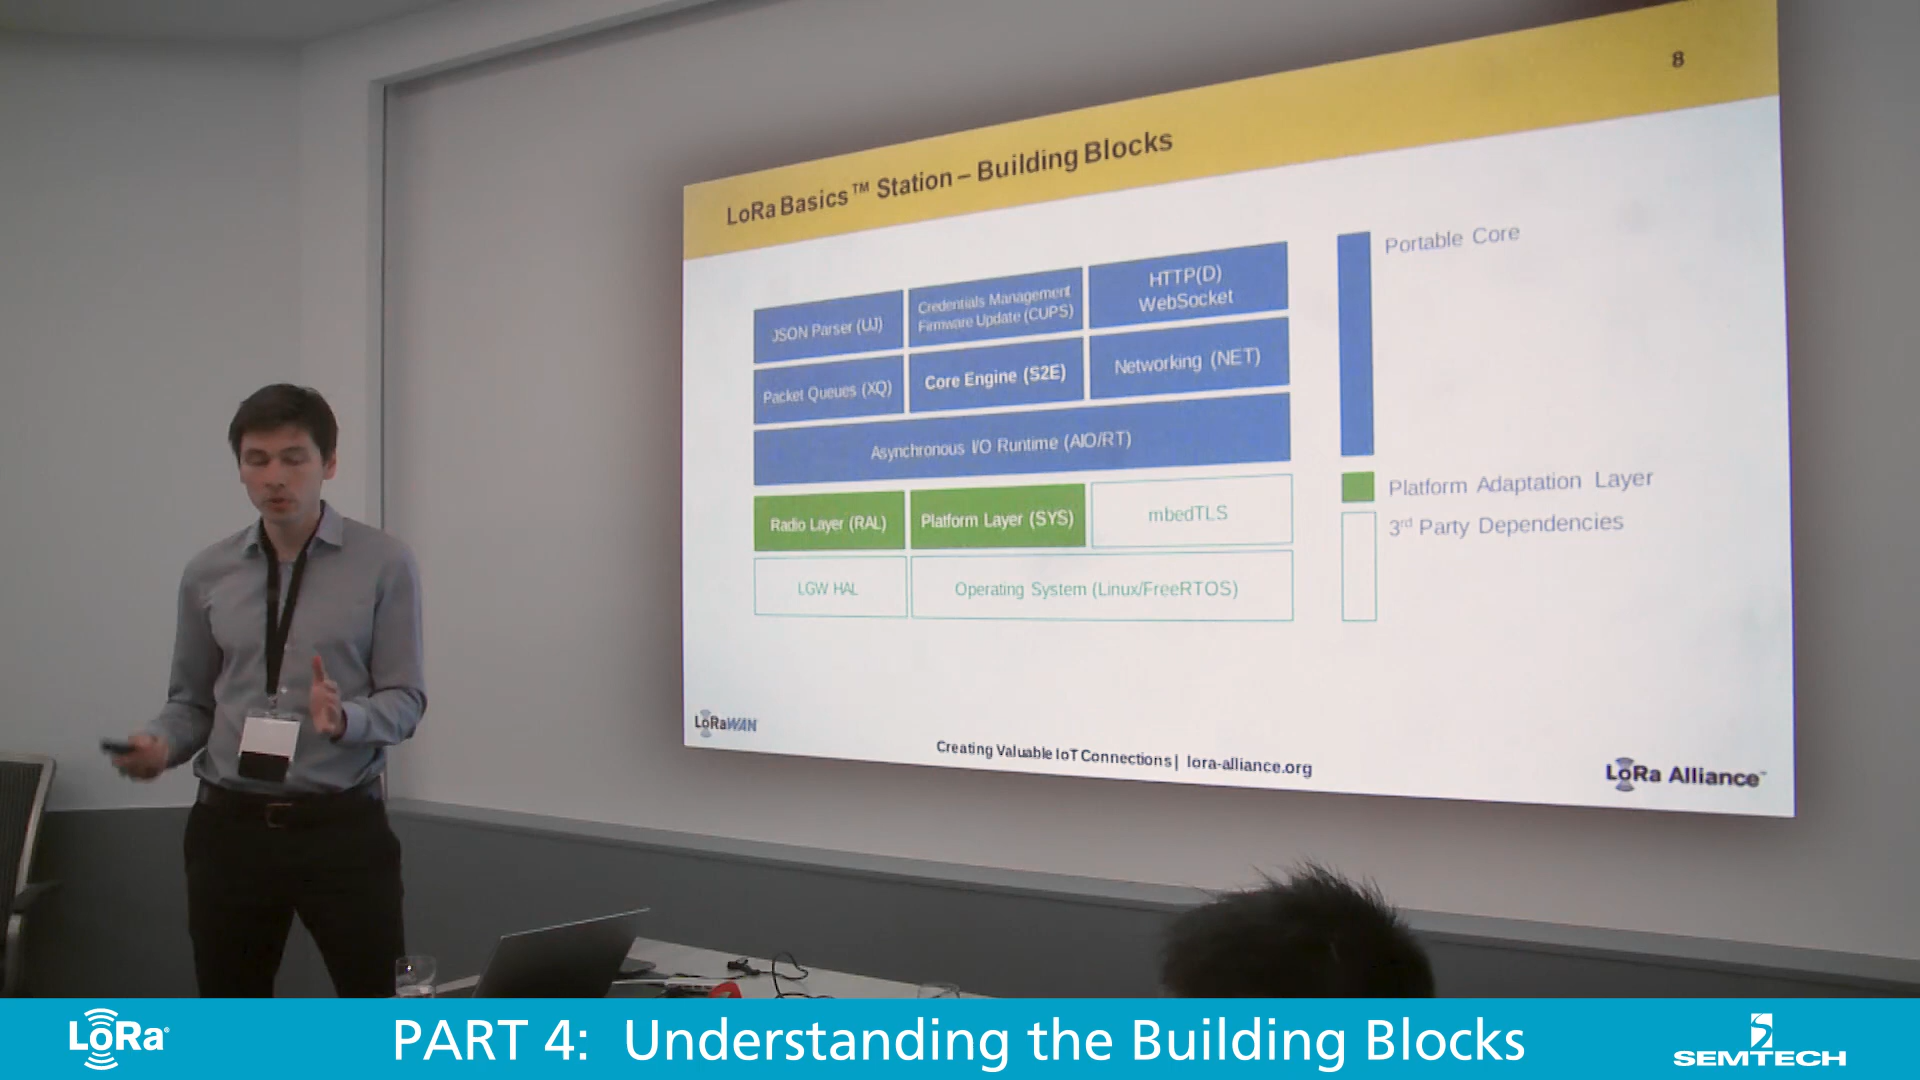 8
LoRa Basics™ Station – Building Blocks
JSON Parser (UJ)
Credentials Management
Firmware Update (CUPS)
HTTP(D)
WebSocket
Packet Queues (XQ)
Core Engine (S2E)
Networking (NET)
Asynchronous I/O Runtime (AIO/RT)
Radio Layer (RAL)
Platform Layer (SYS)
mbedTLS
LGW HAL
Operating System (Linux/FreeRTOS)
Portable Core
Platform Adaptation Layer
3rd Party Dependencies
LoRaWAN
Creating Valuable IoT Connections | lora-alliance.org
LoRa Alliance™
LoRa®
PART 4: Understanding the Building Blocks
SEMTECH